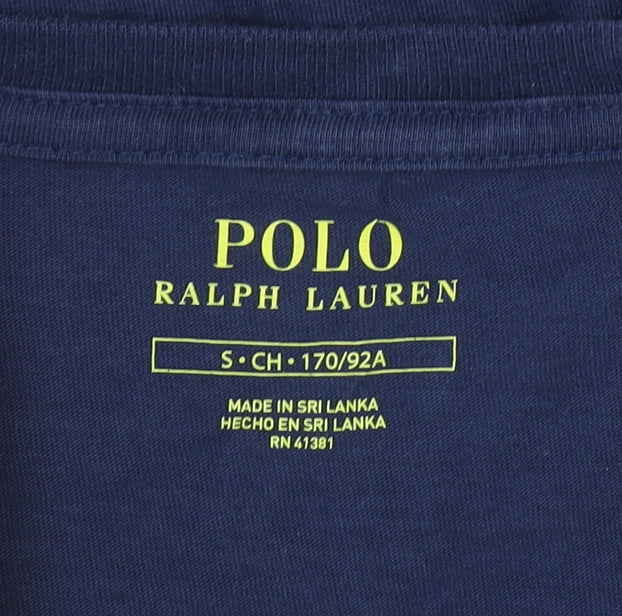 POLO
RALPH LAUREN
S • CH • 170/92A
MADE IN SRI LANKA
HECHO EN SRI LANKA
RN 41381